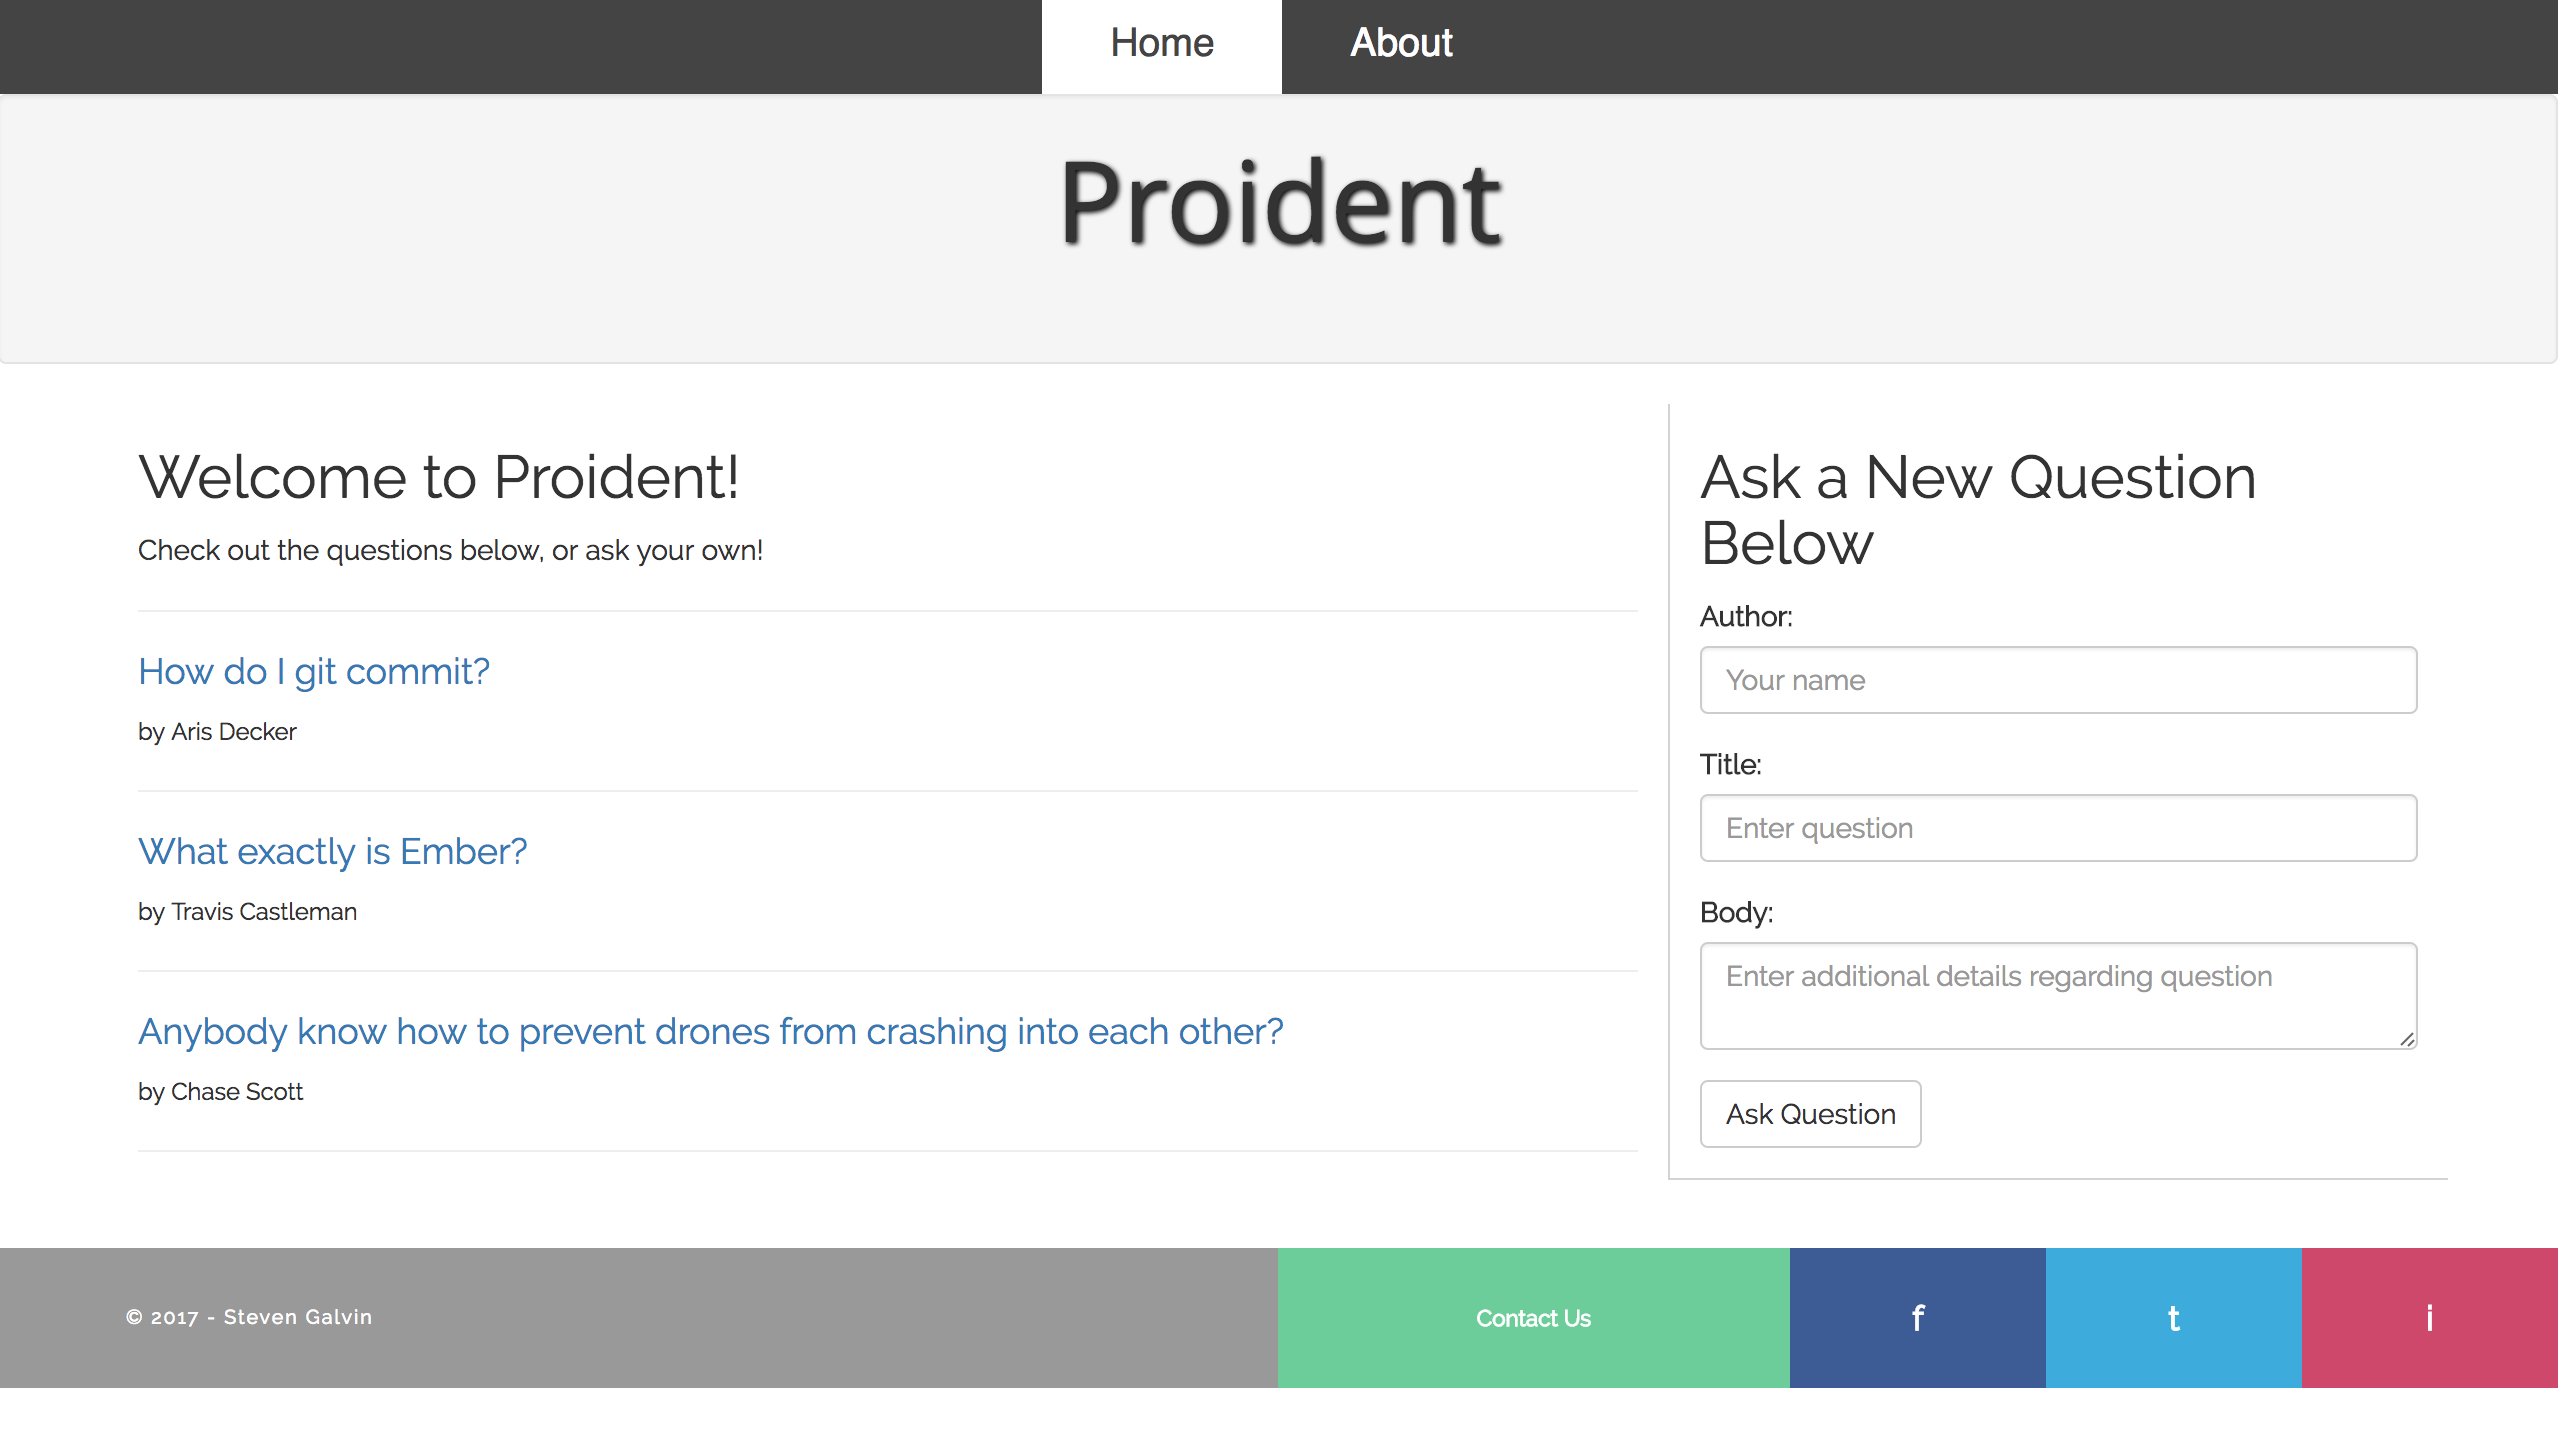 Home
About
Proident
Welcome to Proident!
Check out the questions below, or ask your own!
How do I git commit?
by Aris Decker
What exactly is Ember?
by Travis Castleman
Anybody know how to prevent drones from crashing into each other?
by Chase Scott
Ask a New Question
Below
Author:
Your name
Title:
Enter question
Body:
Enter additional details regarding question
Ask Question
© 2017 - Steven Galvin
Contact Us
f
t
i